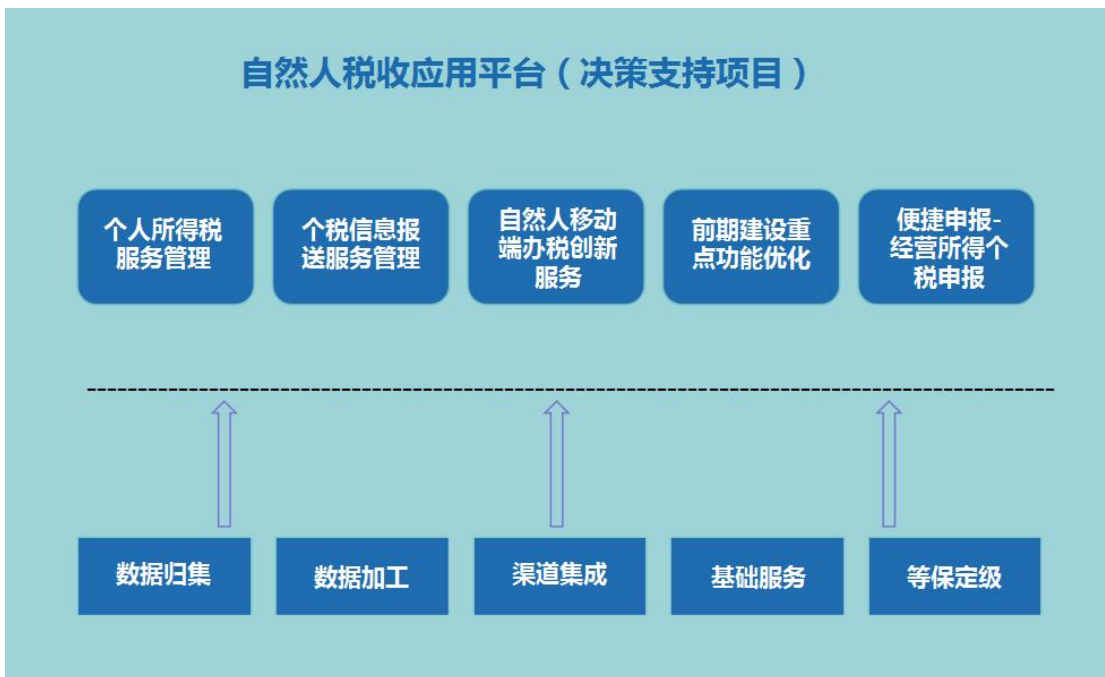 自然人税收应用平台（决策支持项目）
个人所得税
服务管理
个税信息报
送服务管理
自然人移动
端办税创新
服务
前期建设重
点功能优化
便捷申报-
经营所得个
税申报
数据归集
数据加工
渠道集成
基础服务
等保定级